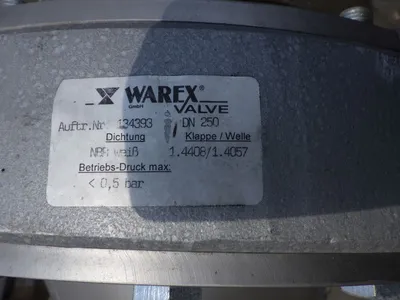 WAREX®
GmbH VALVE
Auftr.Nr 134393 DN 250
Dichtung Klappe / Welle
NBR weiß 1.4408/1.4057
Betriebs-Druck max:
< 0,5 bar